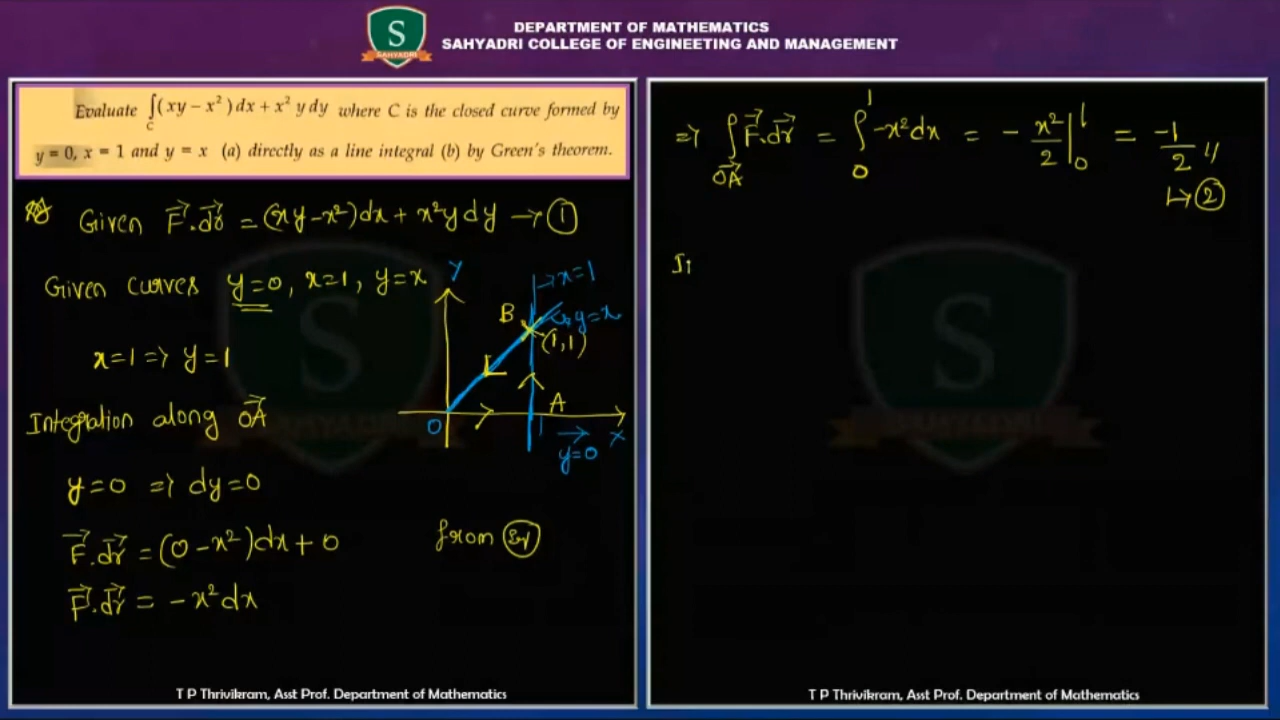 DEPARTMENT OF MATHEMATICS
SAHYADRI COLLEGE OF ENGINEETING AND MANAGEMENT
S
SAHYADRI
Evaluate ∫_C (xy − x²) dx + x² y dy where C is the closed curve formed by
y = 0, x = 1 and y = x (a) directly as a line integral (b) by Green's theorem.
Given F⃗.dr⃗ = (xy − x²)dx + x²y dy → ①
Given curves y=0, x=1, y=x
x=1 ⇒ y=1
Integration along OA⃗
y=0 ⇒ dy=0
F⃗.dr⃗ = (0 − x²)dx + 0 from
F⃗.dr⃗ = − x² dx
Y
→ x=1
B
y=x
(1,1)
A
O
1
X
y=0
T P Thrivikram, Asst Prof. Department of Mathematics
⇒ ∫_OA⃗ F⃗.dr⃗ = ∫_0^1 −x² dx = − x²/2 |_0^1 = −1/2 //
↦ ②
S
SAHYADRI
T P Thrivikram, Asst Prof. Department of Mathematics